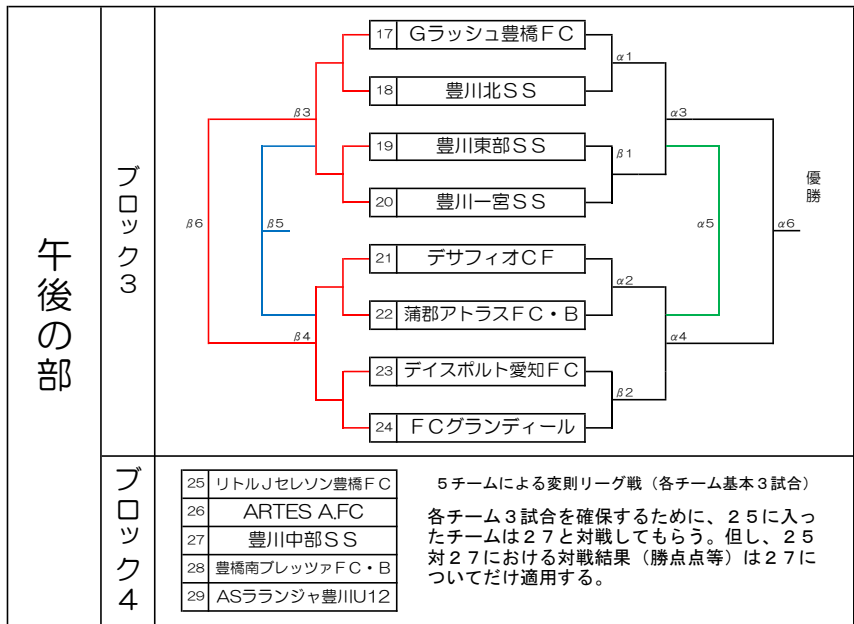 午後の部
ブロック3
17 Gラッシュ豊橋FC
α1
18 豊川北SS
β3
α3
19 豊川東部SS
β1
20 豊川一宮SS
優勝
β6
β5
α5
α6
21 デサフィオCF
α2
22 蒲郡アトラスFC・B
β4
α4
23 デイスポルト愛知FC
β2
24 FCグランディール
ブロック4
25 リトルJセレソン豊橋FC
26 ARTES A.FC
27 豊川中部SS
28 豊橋南プレッツァFC・B
29 ASラランジャ豊川U12
5チームによる変則リーグ戦（各チーム基本3試合）
各チーム3試合を確保するために、25に入っ
たチームは27と対戦してもらう。但し、25
対27における対戦結果（勝点点等）は27に
ついてだけ適用する。